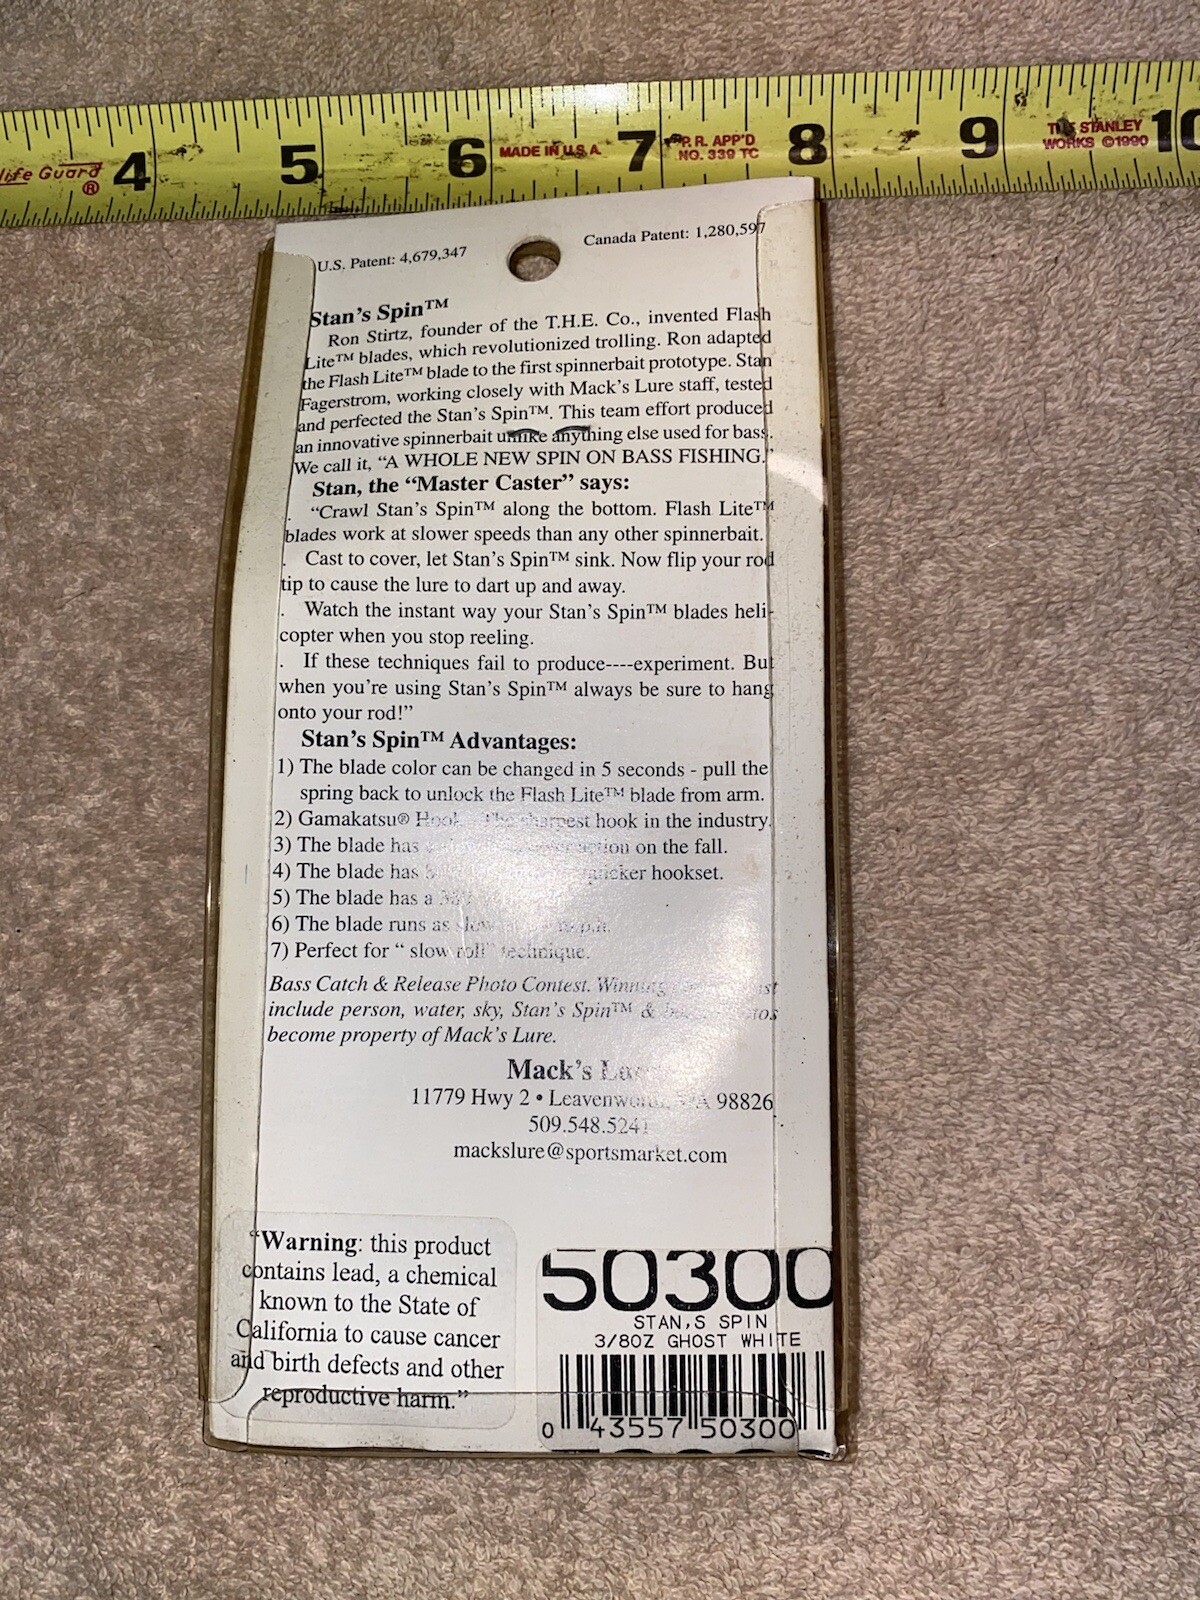 life Guard® 4 5 6 MADE IN U.S.A. 7 R.R. APP'D 8 9 THE STANLEY 10
NO. 339 TC WORKS ©1990
U.S. Patent: 4,679,347 Canada Patent: 1,280,597
Stan's Spin™
Ron Stirtz, founder of the T.H.E. Co., invented Flash
Lite™ blades, which revolutionized trolling. Ron adapted
the Flash Lite™ blade to the first spinnerbait prototype. Stan
Fagerstrom, working closely with Mack's Lure staff, tested
and perfected the Stan's Spin™. This team effort produced
an innovative spinnerbait unlike anything else used for bass.
We call it, “A WHOLE NEW SPIN ON BASS FISHING.”
Stan, the “Master Caster” says:
. “Crawl Stan's Spin™ along the bottom. Flash Lite™
blades work at slower speeds than any other spinnerbait.
. Cast to cover, let Stan's Spin™ sink. Now flip your rod
tip to cause the lure to dart up and away.
. Watch the instant way your Stan's Spin™ blades heli-
copter when you stop reeling.
. If these techniques fail to produce----experiment. But
when you're using Stan's Spin™ always be sure to hang
onto your rod!”
Stan's Spin™ Advantages:
1) The blade color can be changed in 5 seconds - pull the
spring back to unlock the Flash Lite™ blade from arm.
2) Gamakatsu® Hook The sharpest hook in the industry.
3) The blade has action on the fall.
4) The blade has quicker hookset.
5) The blade has a
6) The blade runs as slow m.p.h.
7) Perfect for “ slow roll” technique.
Bass Catch & Release Photo Contest. Winning
include person, water, sky, Stan's Spin™ &
become property of Mack's Lure.
Mack's Lure
11779 Hwy 2 • Leavenworth, WA 98826
509.548.5241
mackslure@sportsmarket.com
“Warning: this product
contains lead, a chemical
known to the State of
California to cause cancer
and birth defects and other
reproductive harm.”
50300
STAN,S SPIN
3/8OZ GHOST WHITE
0 43557 50300